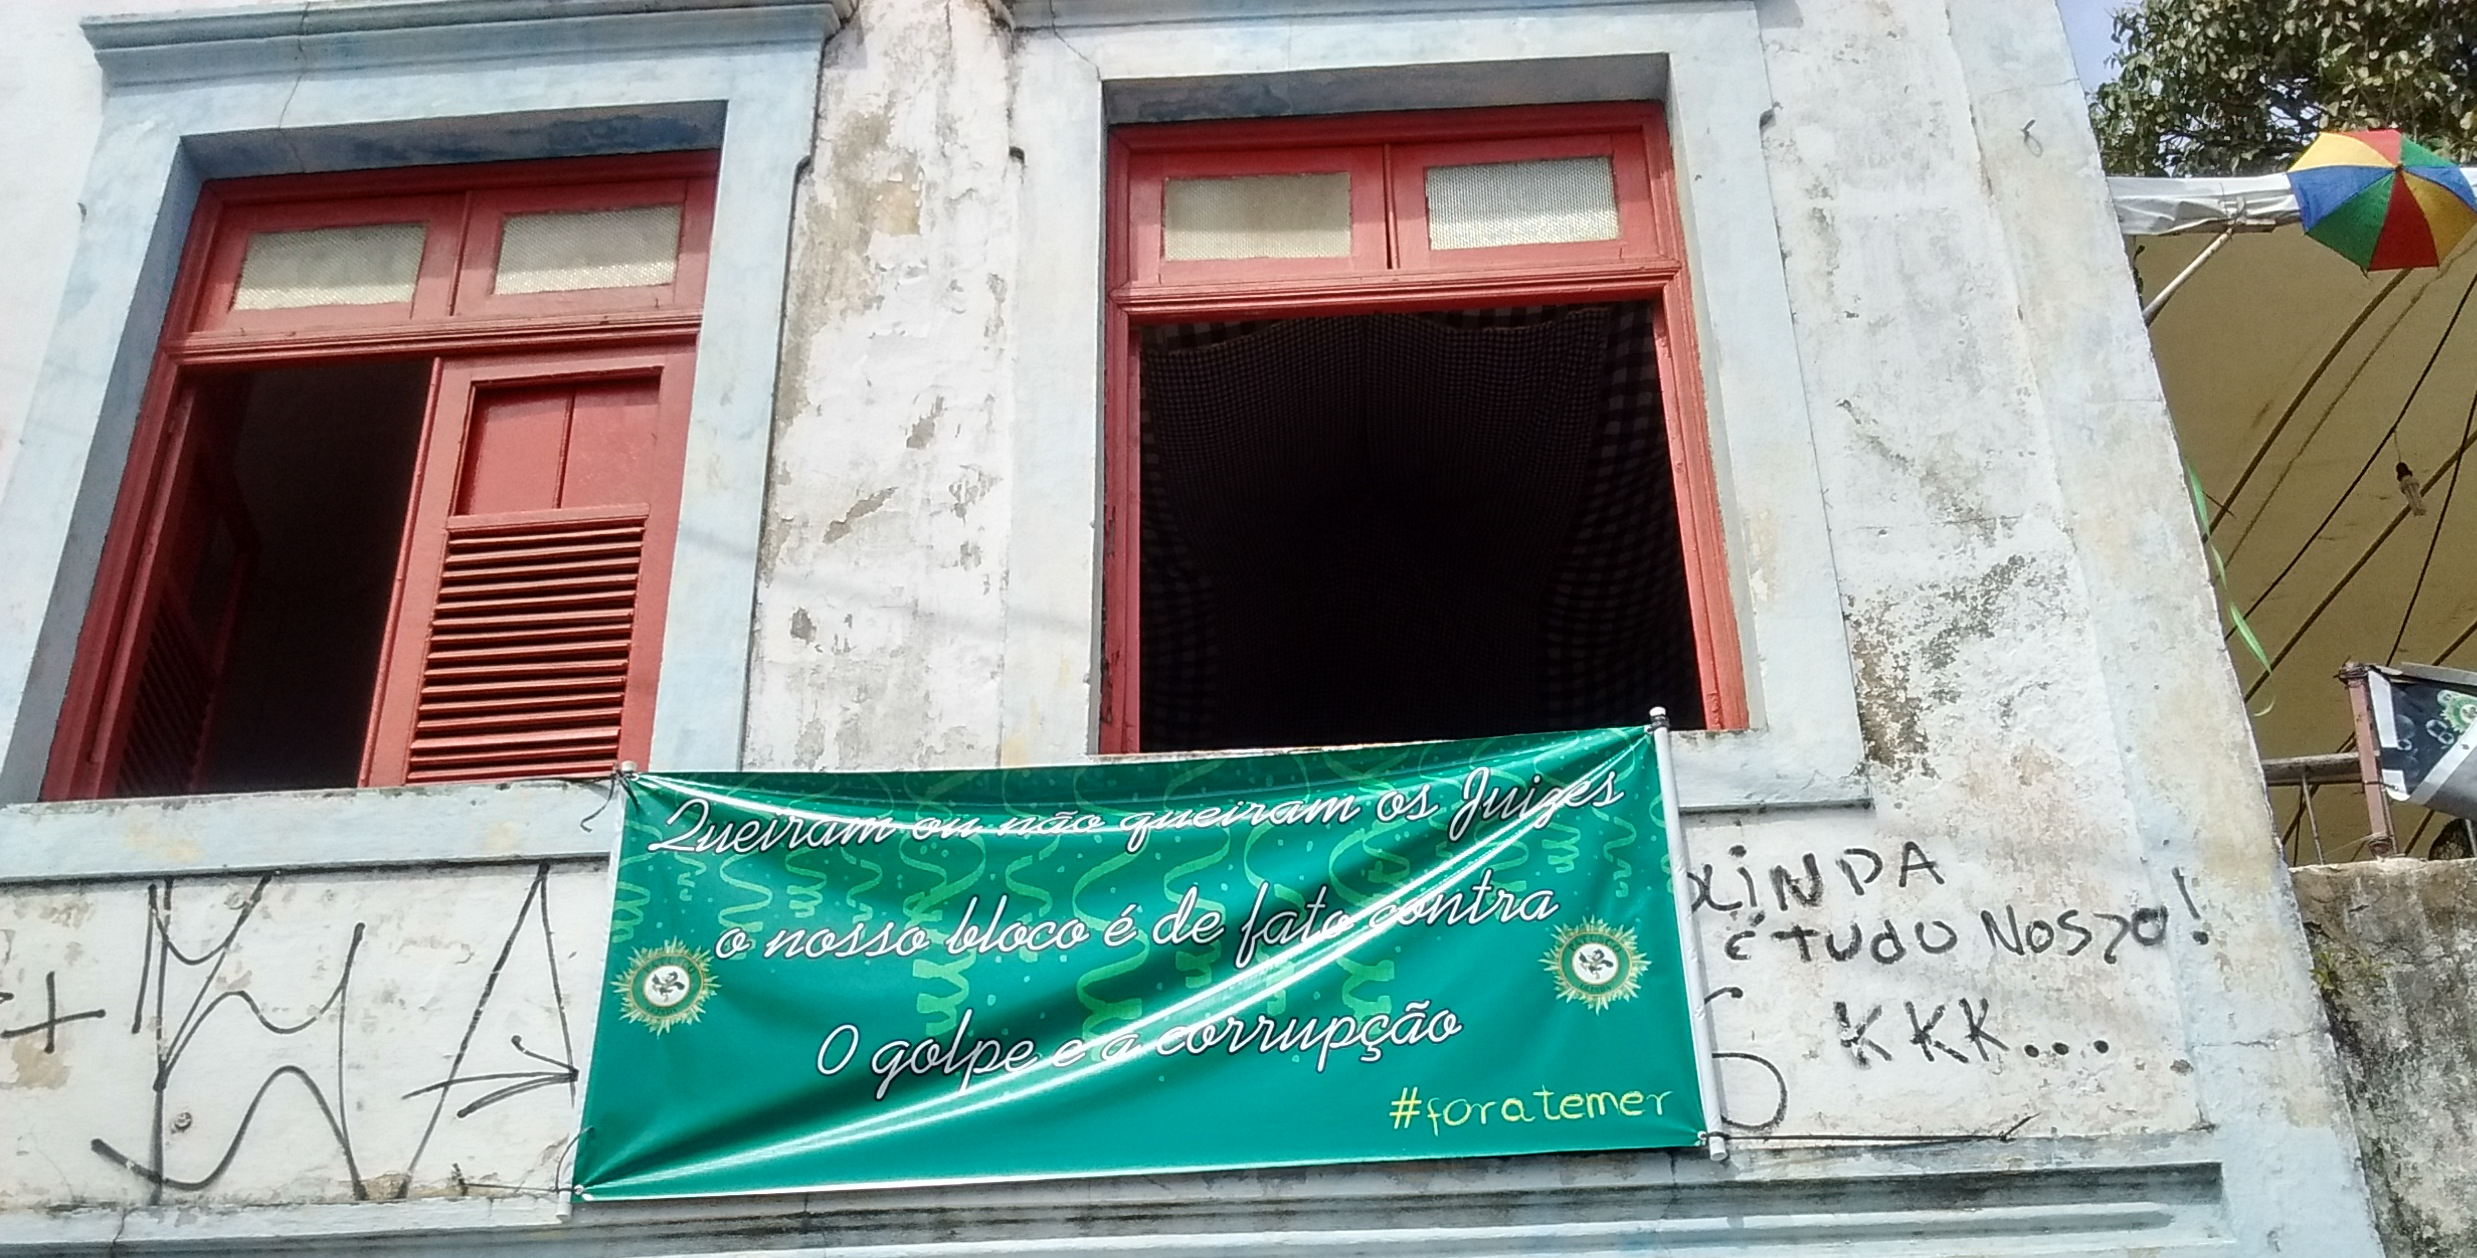 Queiram ou não queiram os Juizes
o nosso bloco é de fato contra
O golpe e a corrupção
#foratemer
OLiNDA
É TUdO NOSSO!
KKK...